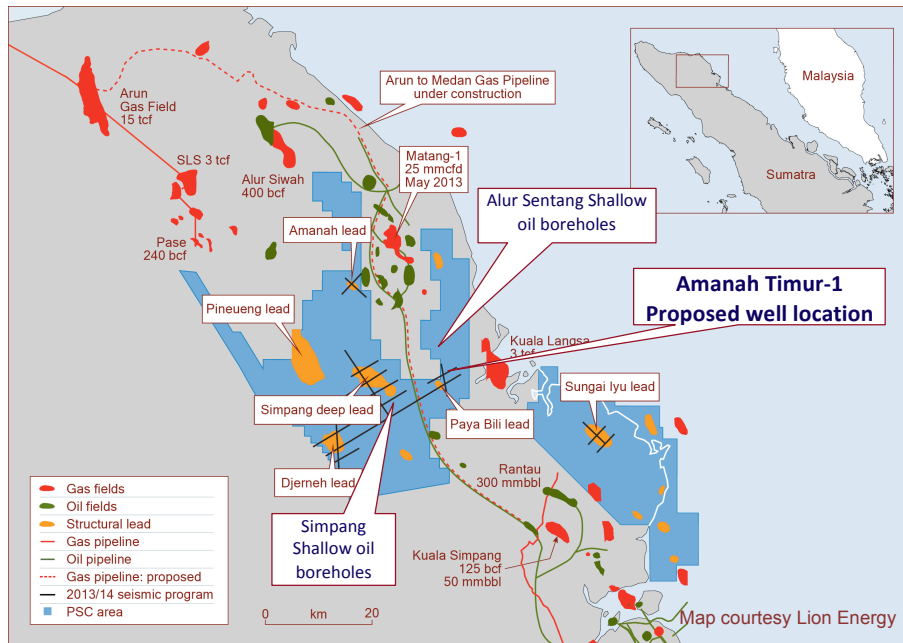 Arun to Medan Gas Pipeline
under construction
Malaysia
Sumatra
Arun
Gas Field
15 tcf
SLS 3 tcf
Alur Siwah
400 bcf
Matang-1
25 mmcfd
May 2013
Alur Sentang Shallow
oil boreholes
Pase
240 bcf
Amanah lead
Amanah Timur-1
Proposed well location
Pineueng lead
Kuala Langsa
3 tcf
Sungai Iyu lead
Simpang deep lead
Paya Bili lead
Djerneh lead
Rantau
300 mmbbl
Simpang
Shallow oil
boreholes
Kuala Simpang
125 bcf
50 mmbbl
Gas fields
Oil fields
Structural lead
Gas pipeline
Oil pipeline
Gas pipeline: proposed
2013/14 seismic program
PSC area
0 km 20
Map courtesy Lion Energy